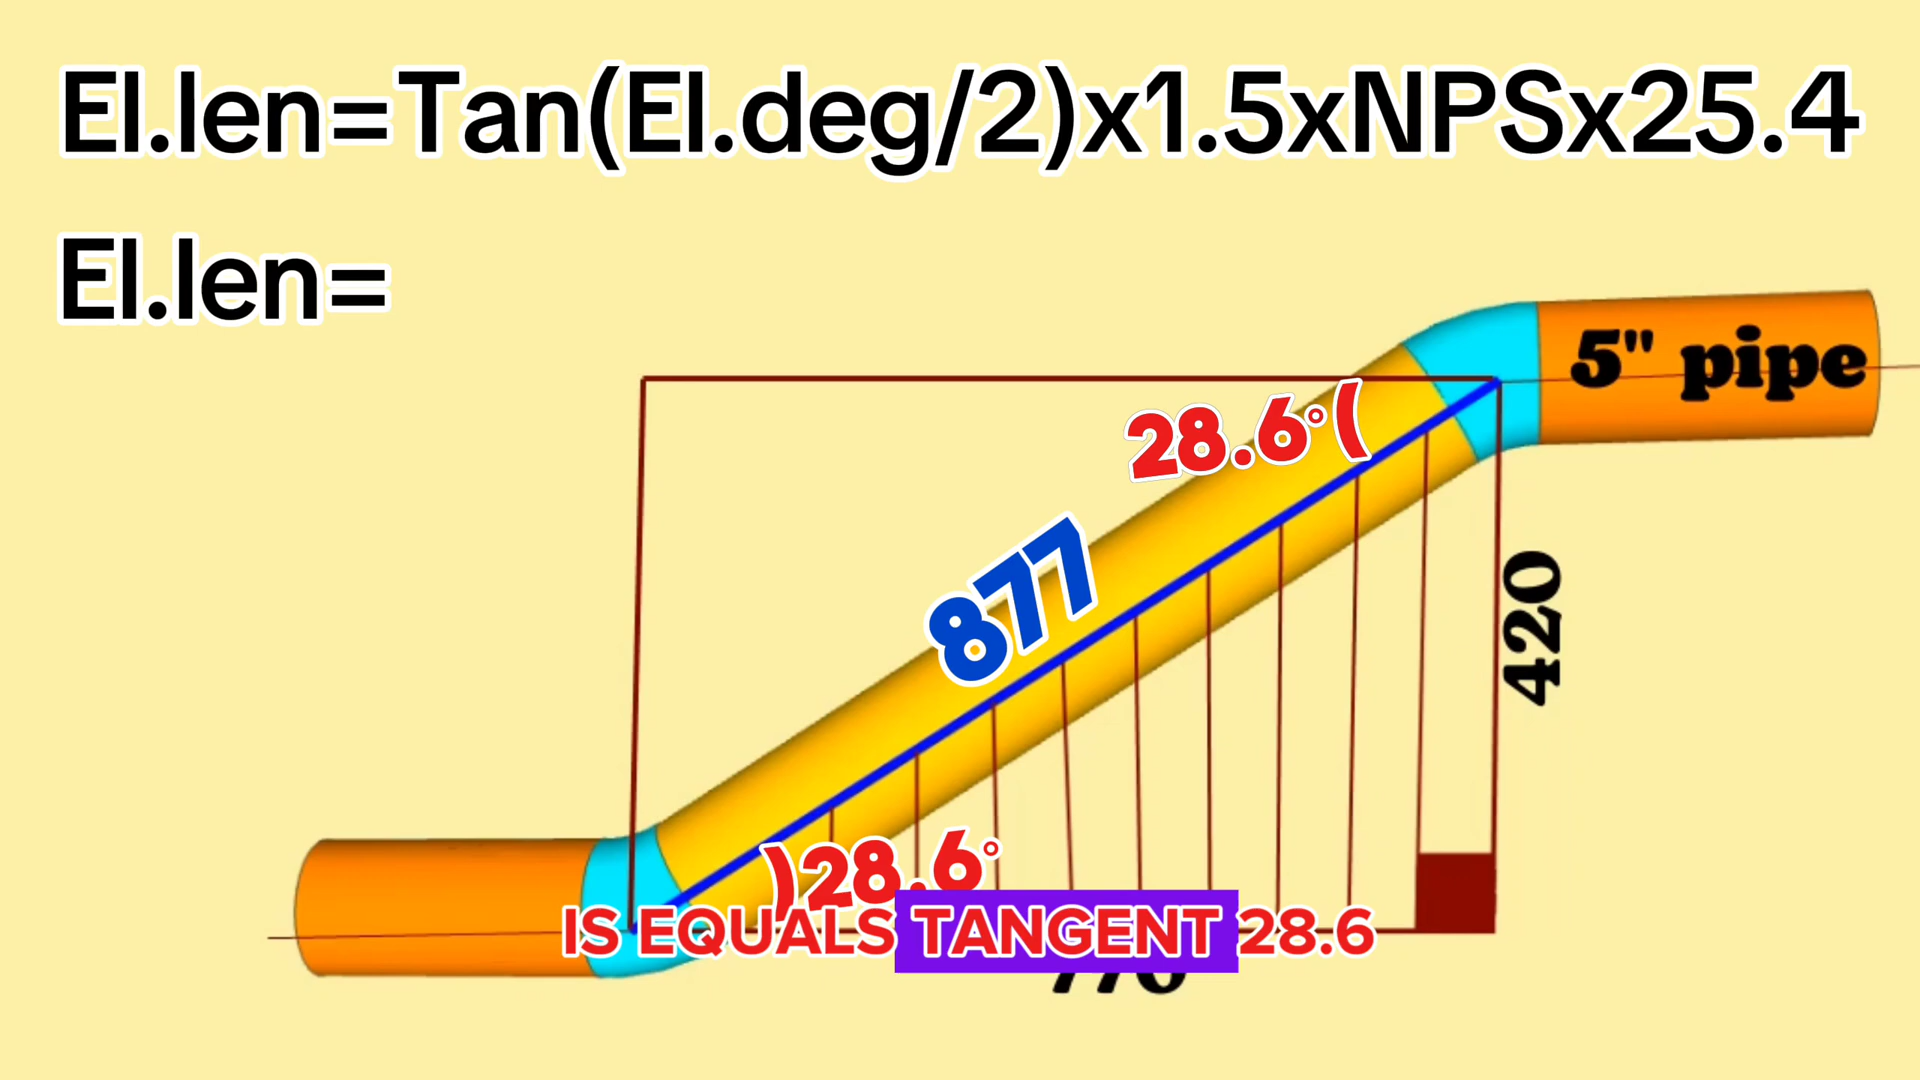 El.len=Tan(El.deg/2)x1.5xNPSx25.4
El.len=
5" pipe
28.6°(
877
420
)28.6°
IS EQUALS TANGENT 28.6